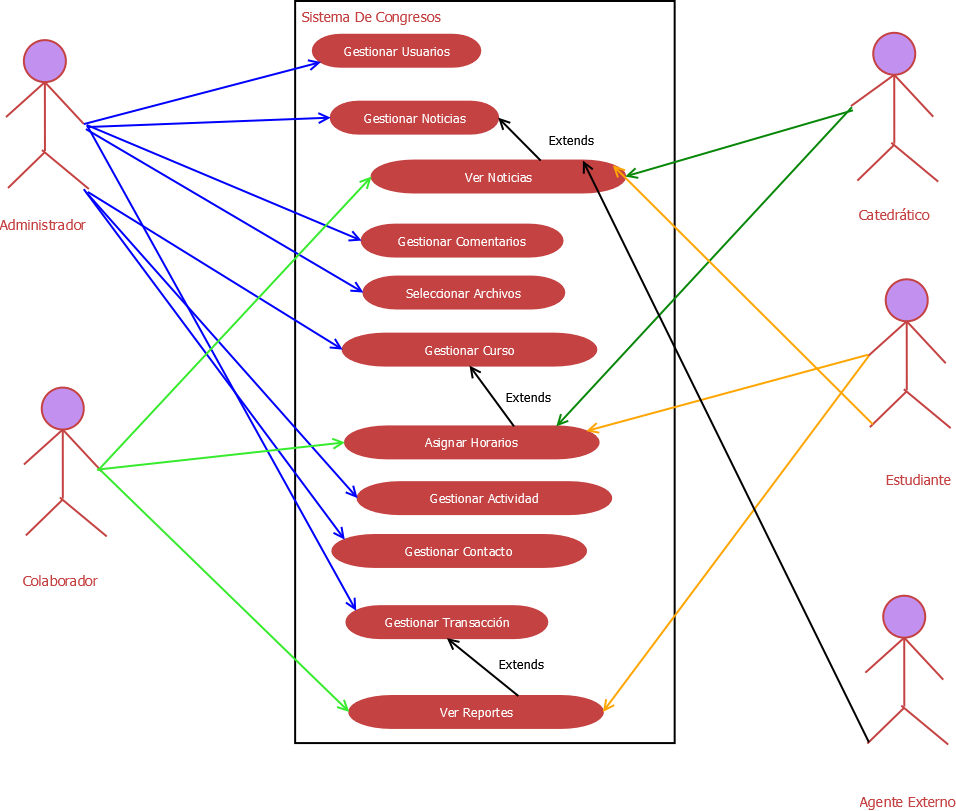 Sistema De Congresos
Gestionar Usuarios
Gestionar Noticias
Extends
Ver Noticias
Administrador
Catedrático
Gestionar Comentarios
Seleccionar Archivos
Gestionar Curso
Extends
Asignar Horarios
Estudiante
Gestionar Actividad
Gestionar Contacto
Colaborador
Gestionar Transacción
Extends
Ver Reportes
Agente Externo